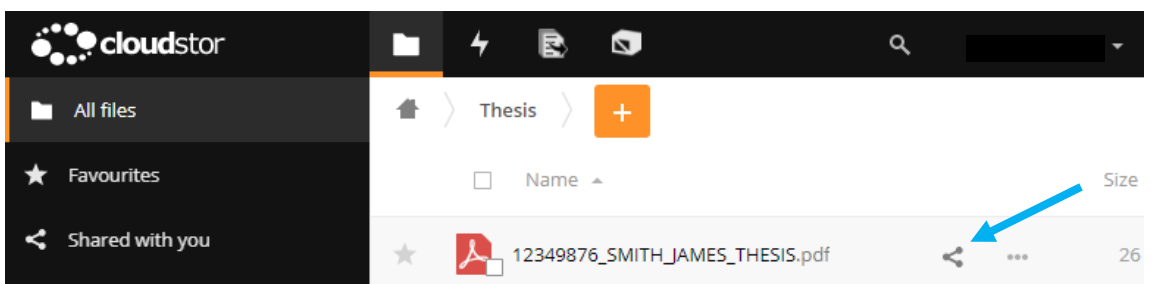 cloudstor
All files
Thesis
+
Favourites
Name
Size
Shared with you
12349876_SMITH_JAMES_THESIS.pdf
26